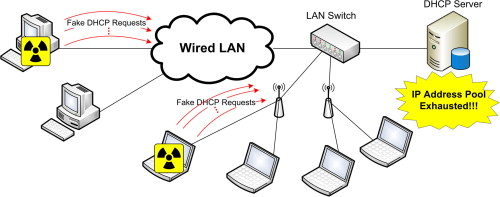 Fake DHCP Requests
Wired LAN
LAN Switch
DHCP Server
IP Address Pool
Exhausted!!!
Fake DHCP Requests